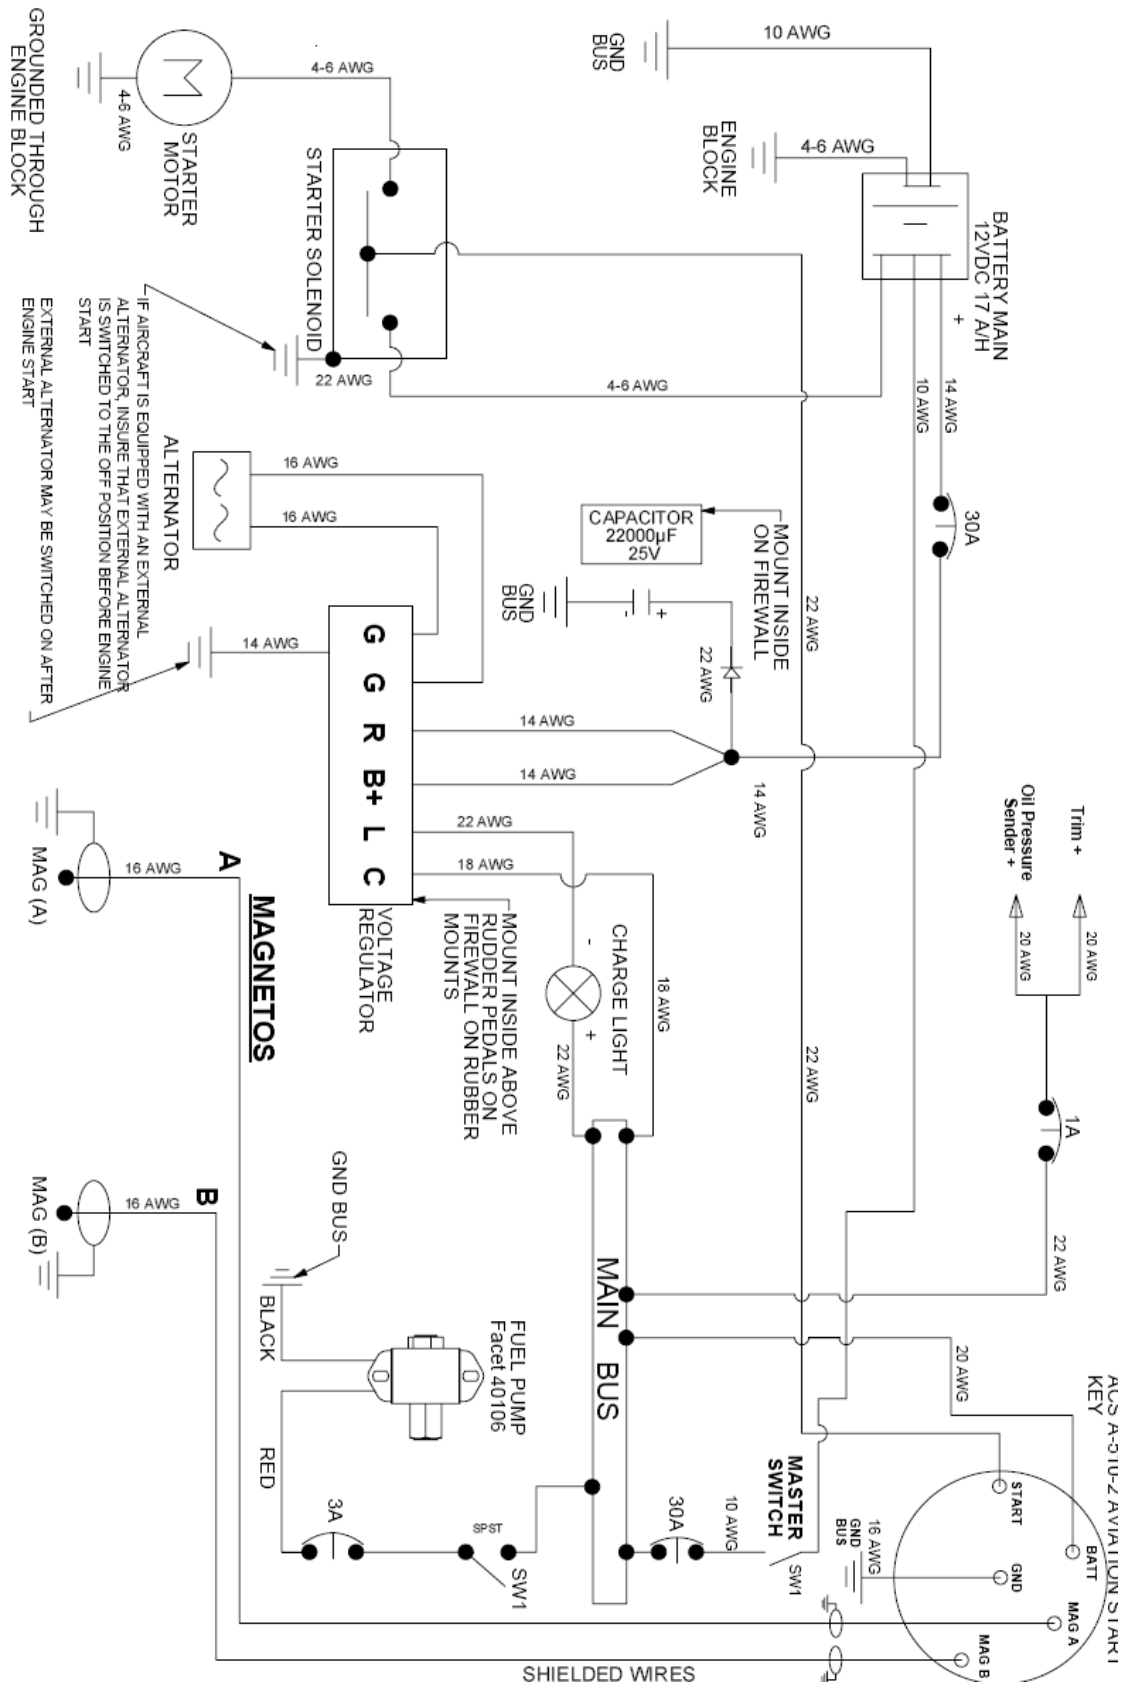 10 AWG
GND
BUS
ENGINE
BLOCK
4-6 AWG
BATTERY MAIN
12VDC 17 A/H
+
14 AWG
10 AWG
30A
4-6 AWG
M
STARTER
MOTOR
4-6 AWG
GROUNDED THROUGH
ENGINE BLOCK
STARTER SOLENOID
22 AWG
4-6 AWG
IF AIRCRAFT IS EQUIPPED WITH AN EXTERNAL
ALTERNATOR, INSURE THAT EXTERNAL ALTERNATOR
IS SWITCHED TO THE OFF POSITION BEFORE ENGINE
START
EXTERNAL ALTERNATOR MAY BE SWITCHED ON AFTER
ENGINE START
ALTERNATOR
16 AWG
16 AWG
14 AWG
CAPACITOR
22000µF
25V
MOUNT INSIDE
ON FIREWALL
GND
BUS
-
+
22 AWG
22 AWG
G
G
R
B+
L
C
14 AWG
14 AWG
14 AWG
22 AWG
18 AWG
VOLTAGE
REGULATOR
MOUNT INSIDE ABOVE
RUDDER PEDALS ON
FIREWALL ON RUBBER
MOUNTS
CHARGE LIGHT
-
+
22 AWG
18 AWG
22 AWG
Trim +
Oil Pressure
Sender +
20 AWG
20 AWG
1A
22 AWG
MAGNETOS
A
16 AWG
MAG (A)
B
16 AWG
MAG (B)
GND BUS
BLACK
RED
FUEL PUMP
Facet 40106
MAIN BUS
3A
SPST
SW1
30A
10 AWG
MASTER
SWITCH
SW1
20 AWG
ACS A-510-2 AVIATION START
KEY
START
BATT
GND
MAG A
MAG B
16 AWG
GND
BUS
SHIELDED WIRES